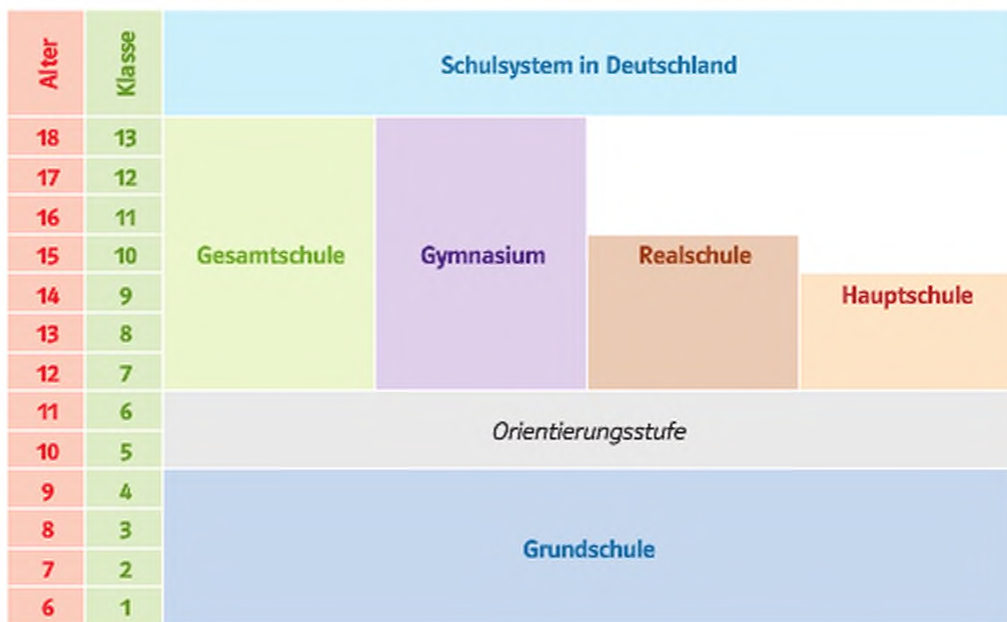 Alter Klasse Schulsystem in Deutschland
18 13
17 12
16 11
15 10 Gesamtschule Gymnasium Realschule
14 9 Hauptschule
13 8
12 7
11 6
Orientierungsstufe
10 5
9 4
8 3
Grundschule
7 2
6 1